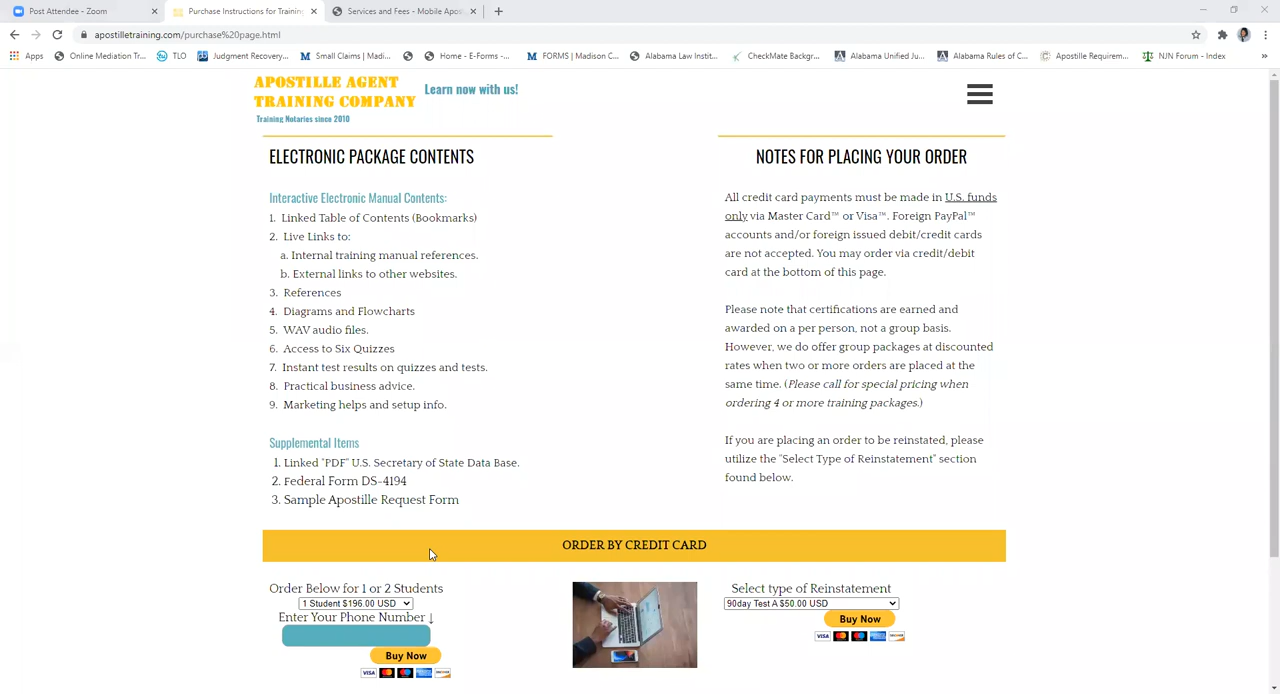 Post Attendee - Zoom
Purchase Instructions for Training
Services and Fees - Mobile Apos
apostilletraining.com/purchase%20page.html
Apps
Online Mediation Tr...
TLO
Judgment Recovery...
Small Claims | Madi...
Home - E-Forms -...
FORMS | Madison C...
Alabama Law Instit...
CheckMate Backgr...
Alabama Unified Ju...
Alabama Rules of C...
Apostille Requirem...
NJN Forum - Index
APOSTILLE AGENT
TRAINING COMPANY
Learn now with us!
Training Notaries since 2010
ELECTRONIC PACKAGE CONTENTS
Interactive Electronic Manual Contents:
1. Linked Table of Contents (Bookmarks)
2. Live Links to:
a. Internal training manual references.
b. External links to other websites.
3. References
4. Diagrams and Flowcharts
5. WAV audio files.
6. Access to Six Quizzes
7. Instant test results on quizzes and tests.
8. Practical business advice.
9. Marketing helps and setup info.
Supplemental Items
1. Linked "PDF" U.S. Secretary of State Data Base.
2. Federal Form DS-4194
3. Sample Apostille Request Form
NOTES FOR PLACING YOUR ORDER
All credit card payments must be made in U.S. funds
only via Master Card™ or Visa™. Foreign PayPal™
accounts and/or foreign issued debit/credit cards
are not accepted. You may order via credit/debit
card at the bottom of this page.
Please note that certifications are earned and
awarded on a per person, not a group basis.
However, we do offer group packages at discounted
rates when two or more orders are placed at the
same time. (Please call for special pricing when
ordering 4 or more training packages.)
If you are placing an order to be reinstated, please
utilize the "Select Type of Reinstatement" section
found below.
ORDER BY CREDIT CARD
Order Below for 1 or 2 Students
1 Student $196.00 USD
Enter Your Phone Number ↓
Buy Now
VISA
Select type of Reinstatement
90day Test A $50.00 USD
Buy Now
VISA